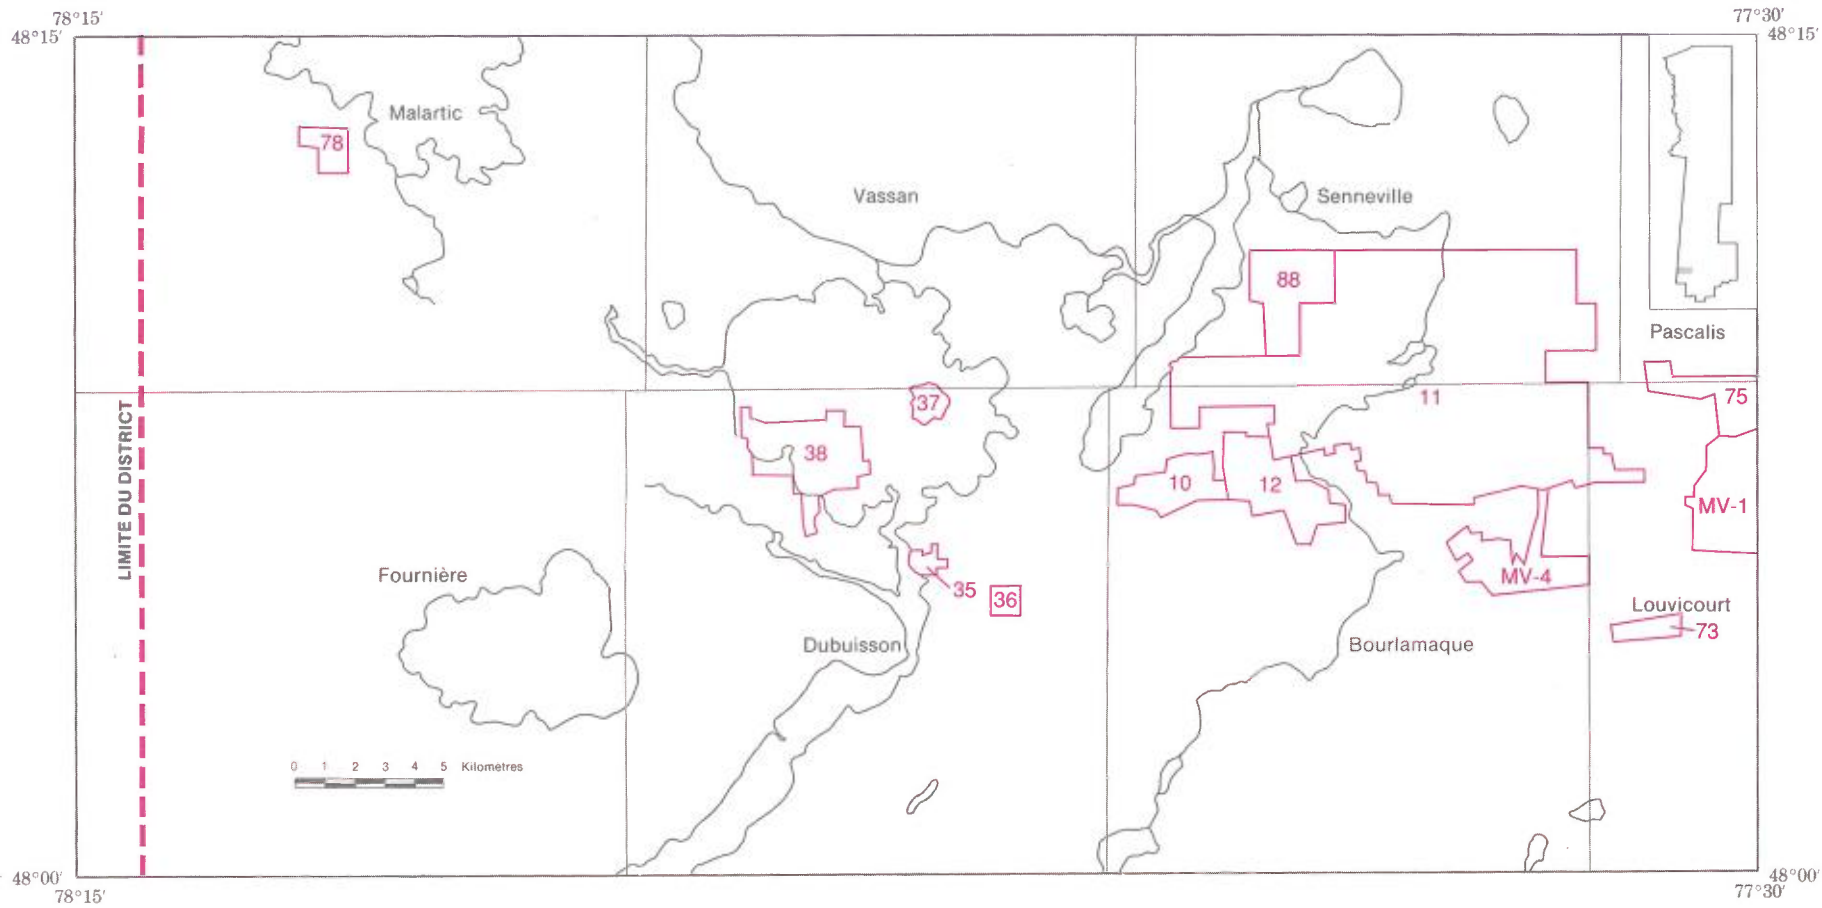 78°15′
77°30′
48°15′
48°15′
Malartic
78
Vassan
Senneville
88
Pascalis
37
11
75
38
10
12
MV-1
LIMITE DU DISTRICT
Fournière
35
36
MV-4
Louvicourt
73
Dubuisson
Bourlamaque
0 1 2 3 4 5 Kilometres
48°00′
48°00′
78°15′
77°30′